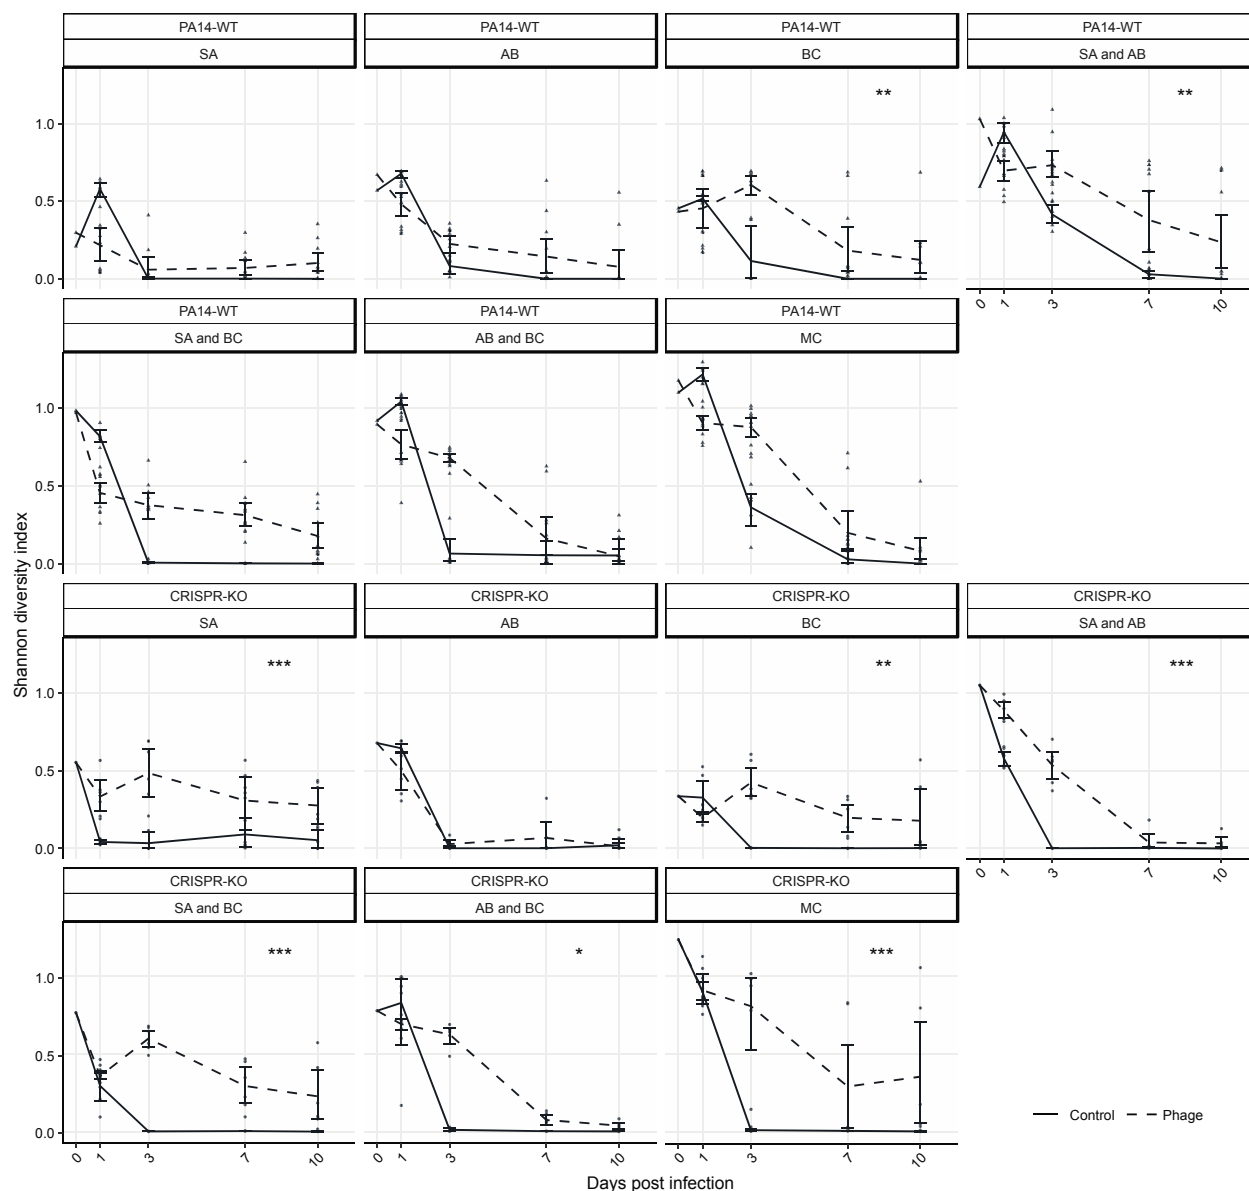 PA14-WT PA14-WT PA14-WT PA14-WT
SA AB BC SA and AB
** **
1.0
0.5
0.0
0 1 3 7 10
PA14-WT PA14-WT PA14-WT
SA and BC AB and BC MC
1.0
0.5
0.0
Shannon diversity index
CRISPR-KO CRISPR-KO CRISPR-KO CRISPR-KO
SA AB BC SA and AB
*** ** ***
1.0
0.5
0.0
0 1 3 7 10
CRISPR-KO CRISPR-KO CRISPR-KO
SA and BC AB and BC MC
*** * ***
1.0
0.5
0.0
Control Phage
0 1 3 7 10 0 1 3 7 10 0 1 3 7 10
Days post infection